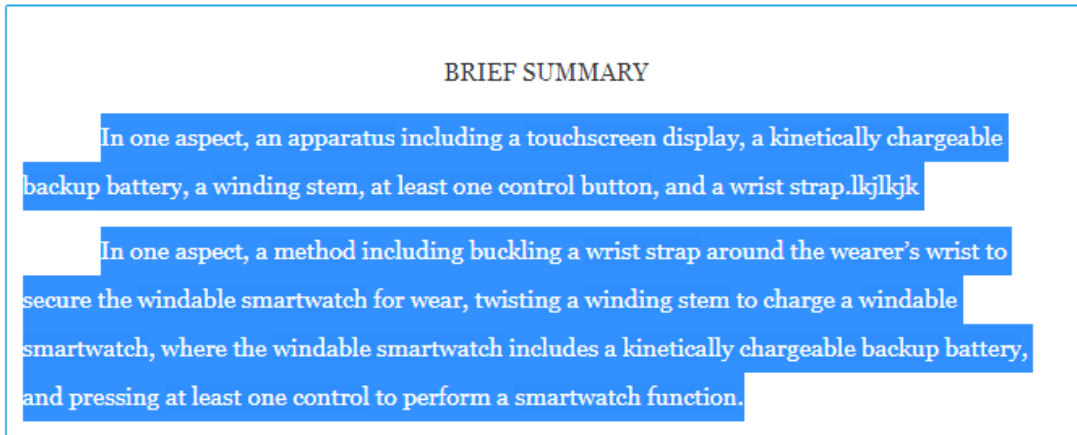 BRIEF SUMMARY
In one aspect, an apparatus including a touchscreen display, a kinetically chargeable
backup battery, a winding stem, at least one control button, and a wrist strap.lkjlkjk
In one aspect, a method including buckling a wrist strap around the wearer’s wrist to
secure the windable smartwatch for wear, twisting a winding stem to charge a windable
smartwatch, where the windable smartwatch includes a kinetically chargeable backup battery,
and pressing at least one control to perform a smartwatch function.